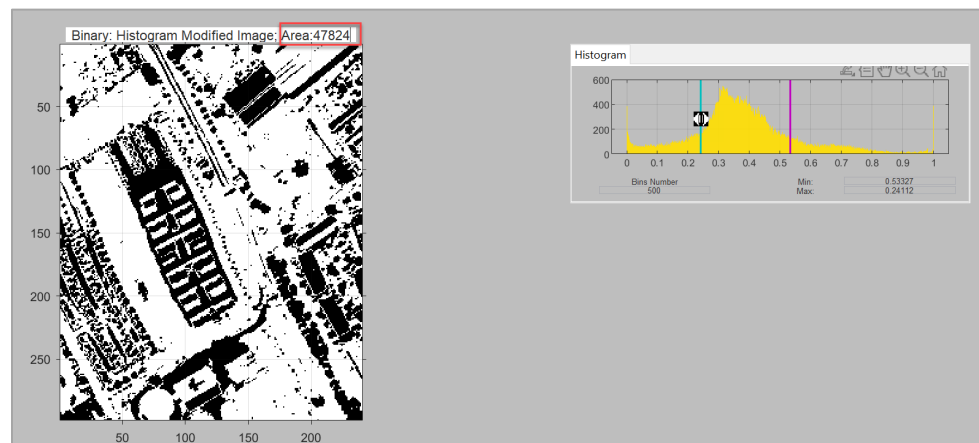 Binary: Histogram Modified Image; Area:47824
50
100
150
200
250
50 100 150 200
Histogram
600
400
200
0
0 0.1 0.2 0.3 0.4 0.5 0.6 0.7 0.8 0.9 1
Bins Number Min: 0.53327
500 Max: 0.24112